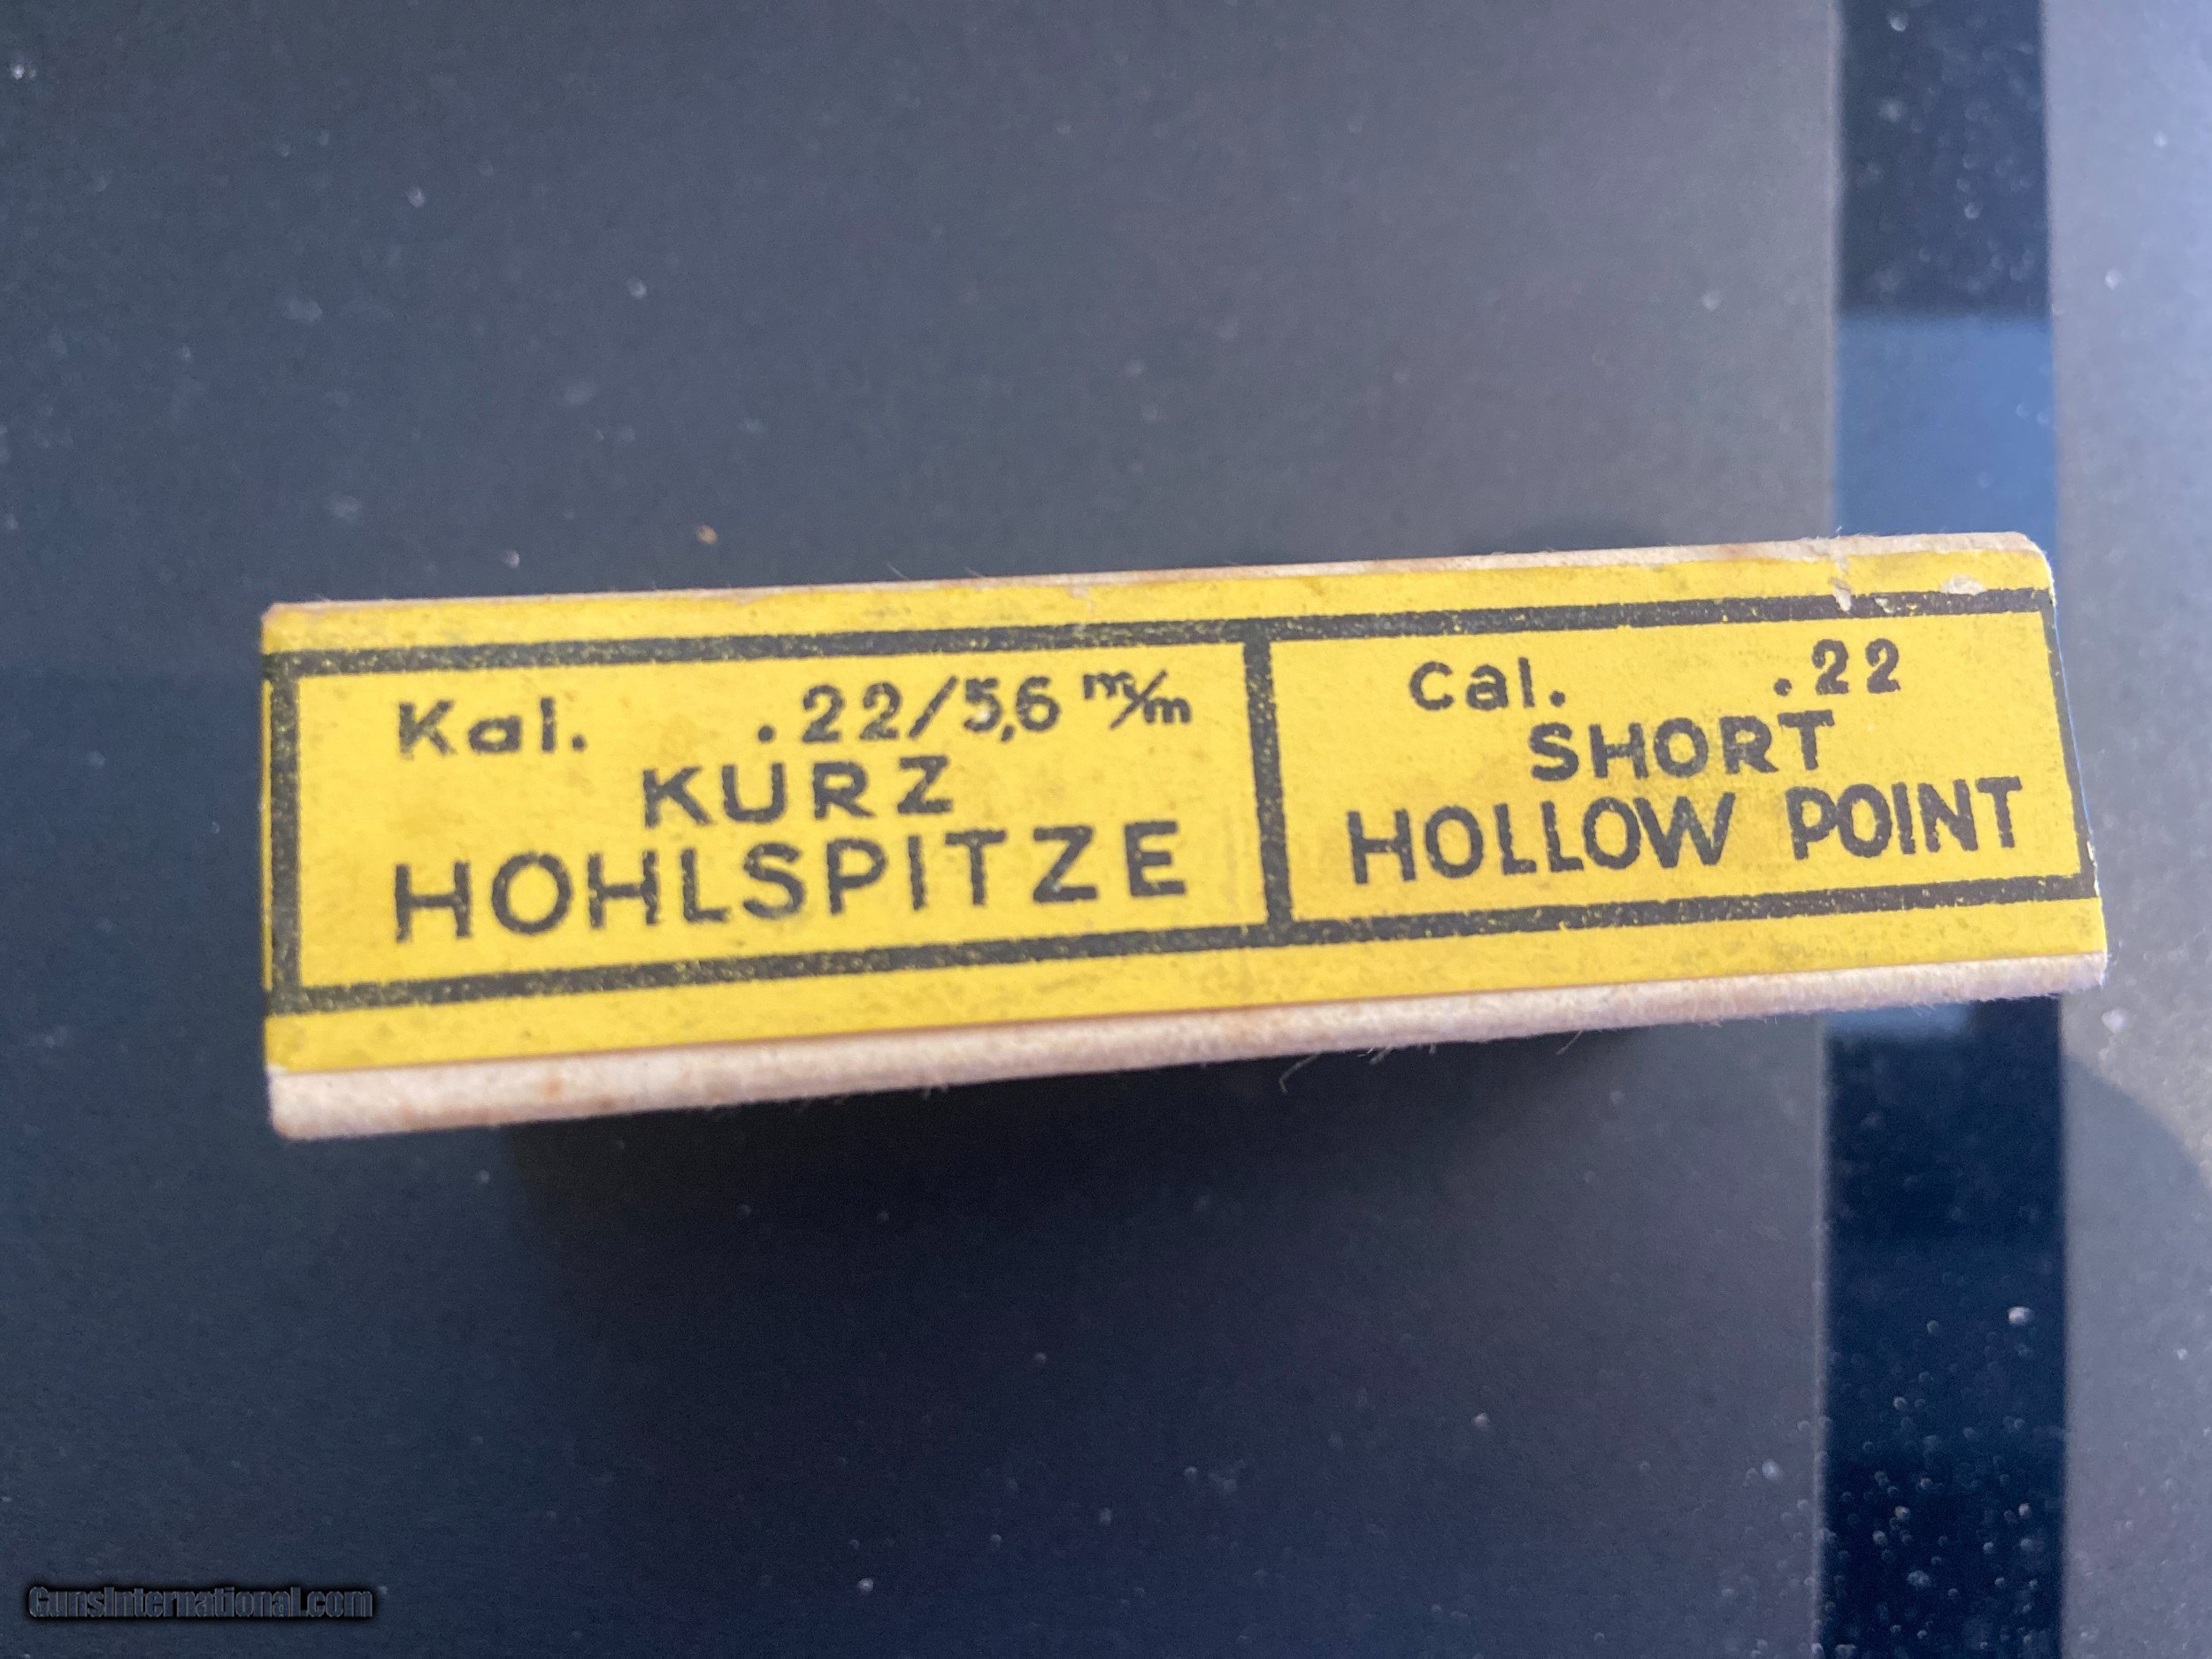 Kal. .22/5,6 m/m
KURZ
HOHLSPITZE
Cal. .22
SHORT
HOLLOW POINT
GunsInternational.com